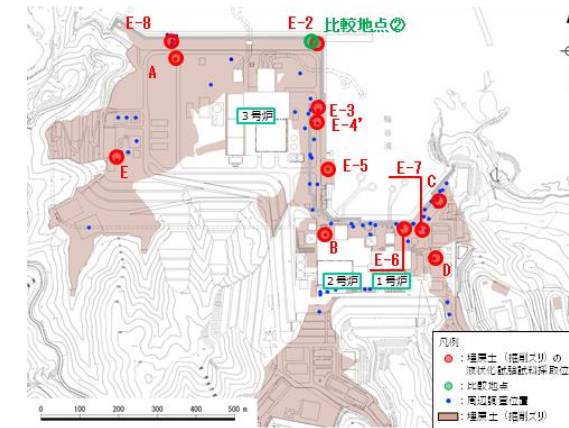 E-8
E-2 比較地点②
A
3号炉
E-3
E-4'
輪谷湾
E
E-5
E-7
C
B
E-6
D
2号炉
1号炉
凡例
：埋戻土（掘削ズリ）の
液状化試験試料採取位
：比較地点
：周辺調査位置
：埋戻土（掘削ズリ）
0 100 200 300 400 500 m